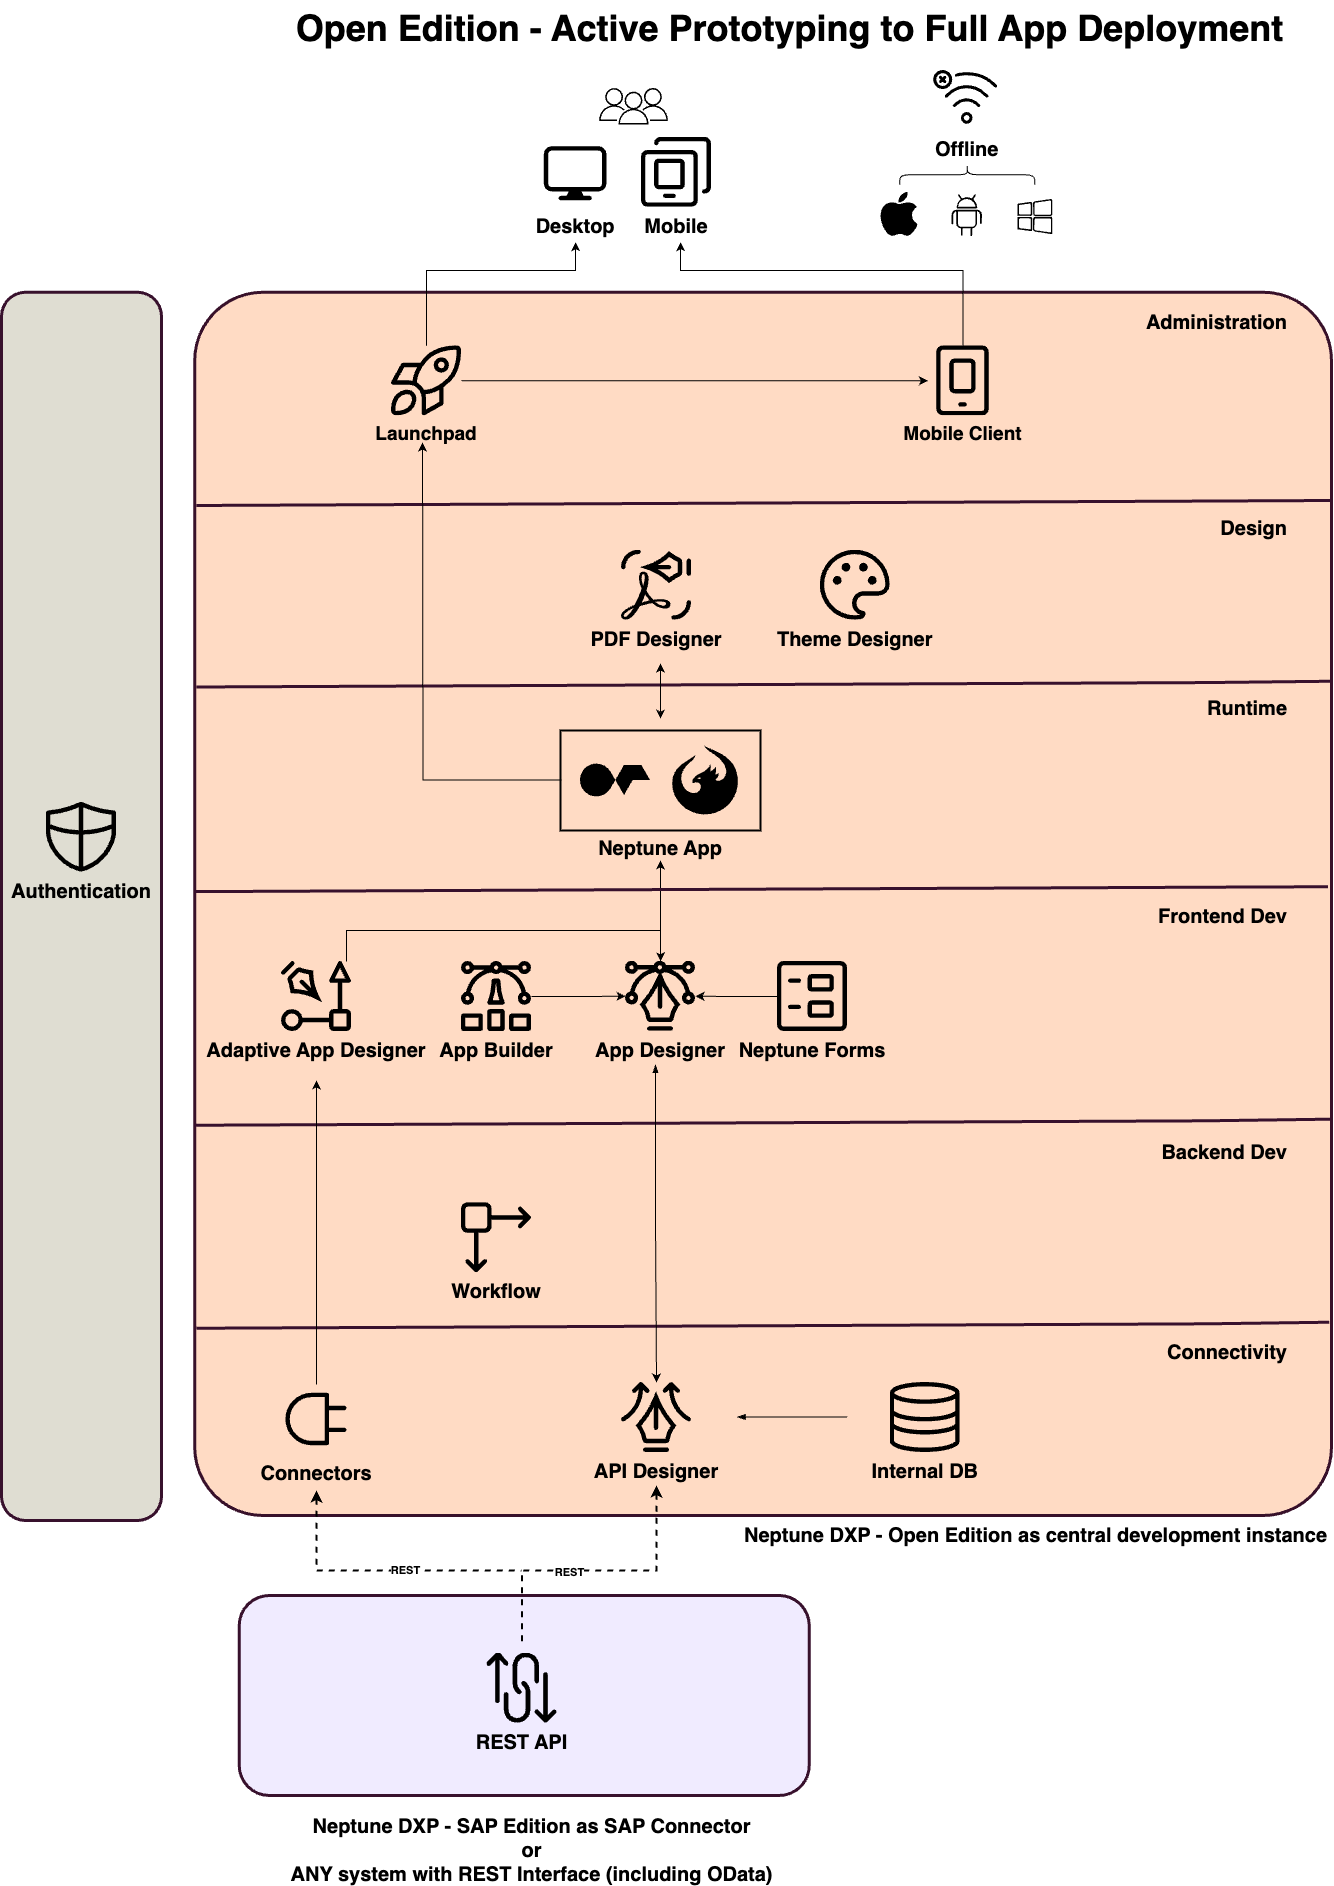 Open Edition - Active Prototyping to Full App Deployment
Offline
Desktop
Mobile
Administration
Launchpad
Mobile Client
Design
PDF Designer
Theme Designer
Runtime
Neptune App
Authentication
Frontend Dev
Adaptive App Designer
App Builder
App Designer
Neptune Forms
Backend Dev
Workflow
Connectivity
Connectors
API Designer
Internal DB
Neptune DXP - Open Edition as central development instance
REST
REST
REST API
Neptune DXP - SAP Edition as SAP Connector
or
ANY system with REST Interface (including OData)